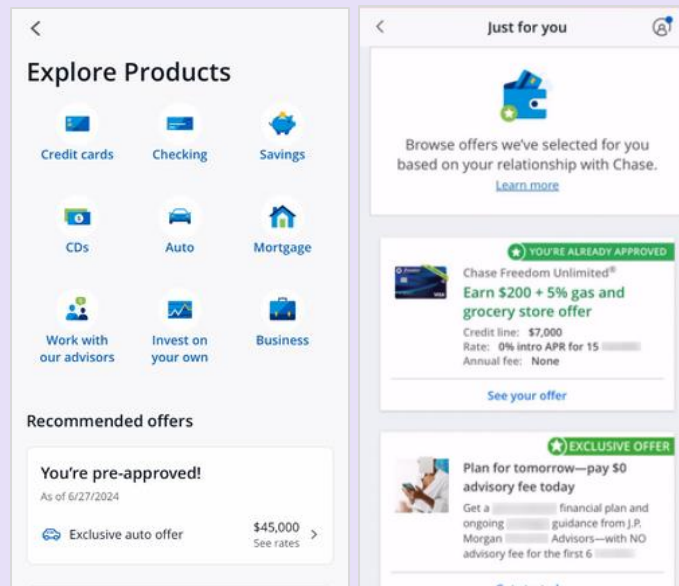 Explore Products
Credit cards
Checking
Savings
CDs
Auto
Mortgage
Work with
our advisors
Invest on
your own
Business
Recommended offers
You're pre-approved!
As of 6/27/2024
Exclusive auto offer
$45,000
See rates
Just for you
Browse offers we've selected for you
based on your relationship with Chase.
Learn more
YOU'RE ALREADY APPROVED
Chase Freedom Unlimited®
Earn $200 + 5% gas and
grocery store offer
Credit line: $7,000
Rate: 0% intro APR for 15
Annual fee: None
See your offer
EXCLUSIVE OFFER
Plan for tomorrow—pay $0
advisory fee today
Get a financial plan and
ongoing guidance from J.P.
Morgan Advisors—with NO
advisory fee for the first 6